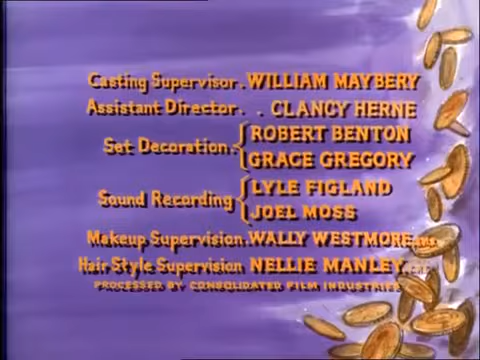 Casting Supervisor . WILLIAM MAYBERY
Assistant Director . . CLANCY HERNE
Set Decoration . ROBERT BENTON
GRACE GREGORY
Sound Recording LYLE FIGLAND
JOEL MOSS
Makeup Supervision . WALLY WESTMORE
Hair Style Supervision NELLIE MANLEY
PROCESSED BY CONSOLIDATED FILM INDUSTRIES